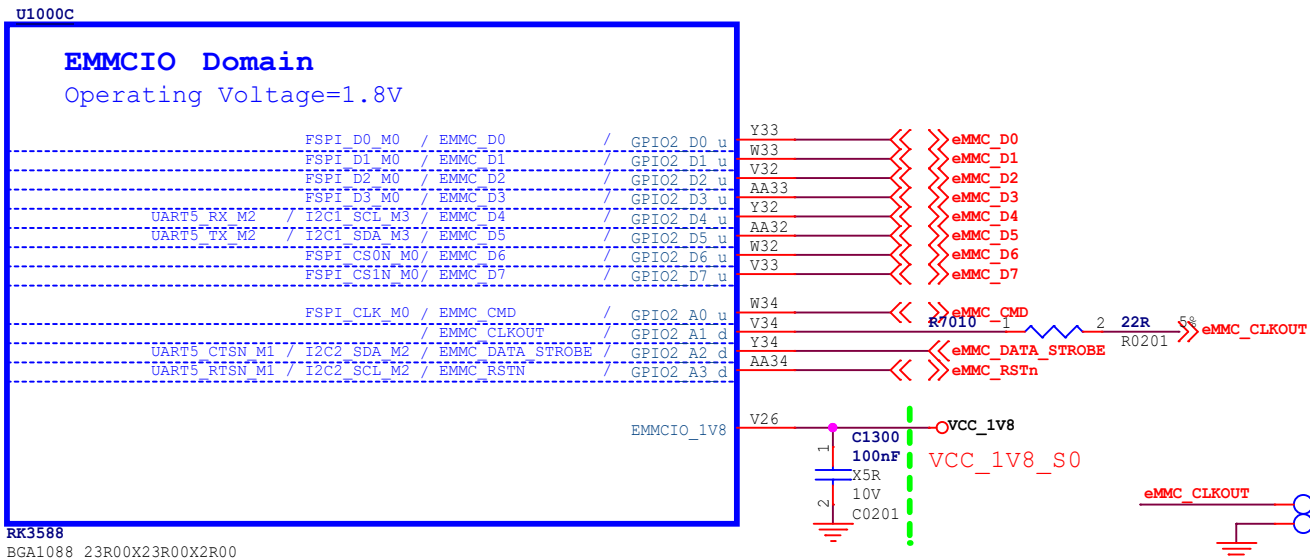 U1000C
EMMCIO Domain
Operating Voltage=1.8V
FSPI_D0_M0 / EMMC_D0 / GPIO2_D0_u Y33 eMMC_D0
FSPI_D1_M0 / EMMC_D1 / GPIO2_D1_u W33 eMMC_D1
FSPI_D2_M0 / EMMC_D2 / GPIO2_D2_u V32 eMMC_D2
FSPI_D3_M0 / EMMC_D3 / GPIO2_D3_u AA33 eMMC_D3
UART5_RX_M2 / I2C1_SCL_M3 / EMMC_D4 / GPIO2_D4_u Y32 eMMC_D4
UART5_TX_M2 / I2C1_SDA_M3 / EMMC_D5 / GPIO2_D5_u AA32 eMMC_D5
FSPI_CS0N_M0/ EMMC_D6 / GPIO2_D6_u W32 eMMC_D6
FSPI_CS1N_M0/ EMMC_D7 / GPIO2_D7_u V33 eMMC_D7
FSPI_CLK_M0 / EMMC_CMD / GPIO2_A0_u W34 eMMC_CMD
/ EMMC_CLKOUT / GPIO2_A1_d V34 R7010 1 2 22R 5% eMMC_CLKOUT
R0201
UART5_CTSN_M1 / I2C2_SDA_M2 / EMMC_DATA_STROBE / GPIO2_A2_d Y34 eMMC_DATA_STROBE
UART5_RTSN_M1 / I2C2_SCL_M2 / EMMC_RSTN / GPIO2_A3_d AA34 eMMC_RSTn
EMMCIO_1V8 V26 VCC_1V8
1 C1300
100nF VCC_1V8_S0
X5R
2 10V eMMC_CLKOUT
C0201
RK3588
BGA1088_23R00X23R00X2R00